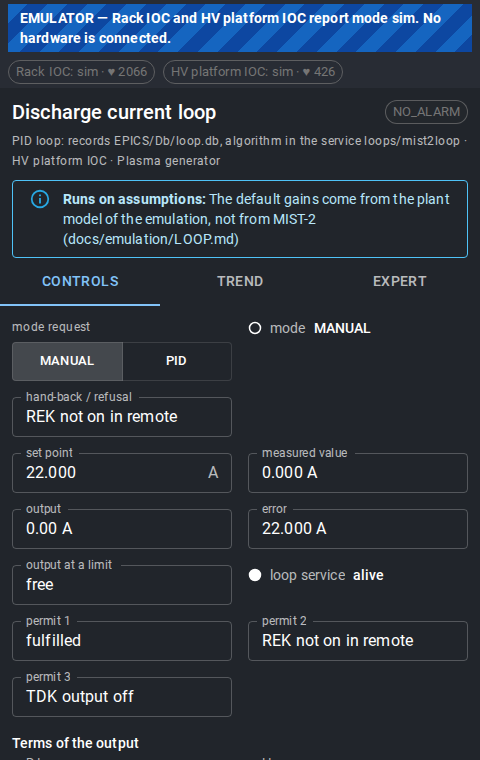 EMULATOR — Rack IOC and HV platform IOC report mode sim. No
hardware is connected.
Rack IOC: sim · ♥ 2066
HV platform IOC: sim · ♥ 426
Discharge current loop
NO_ALARM
PID loop: records EPICS/Db/loop.db, algorithm in the service loops/mist2loop ·
HV platform IOC · Plasma generator
Runs on assumptions: The default gains come from the plant
model of the emulation, not from MIST-2
(docs/emulation/LOOP.md)
CONTROLS
TREND
EXPERT
mode request
mode MANUAL
MANUAL
PID
hand-back / refusal
REK not on in remote
set point
22.000 A
measured value
0.000 A
output
0.00 A
error
22.000 A
output at a limit
free
loop service alive
permit 1
fulfilled
permit 2
REK not on in remote
permit 3
TDK output off
Terms of the output